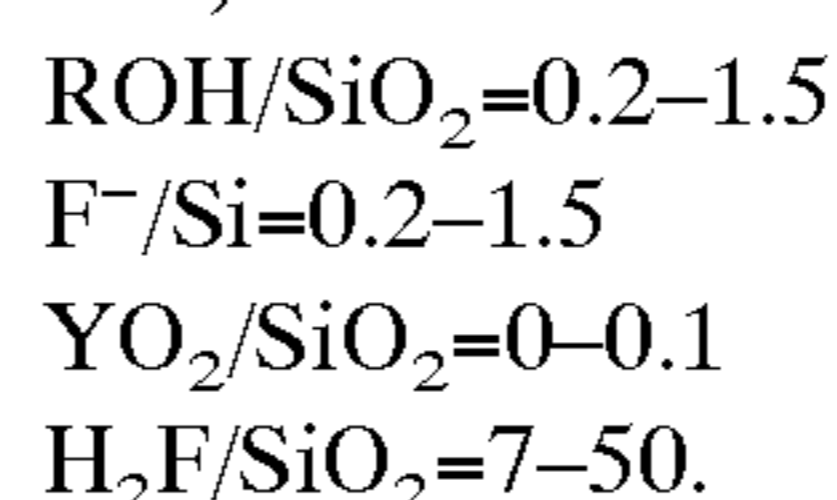 ROH/SiO₂=0.2–1.5
F⁻/Si=0.2–1.5
YO₂/SiO₂=0–0.1
H₂F/SiO₂=7–50.